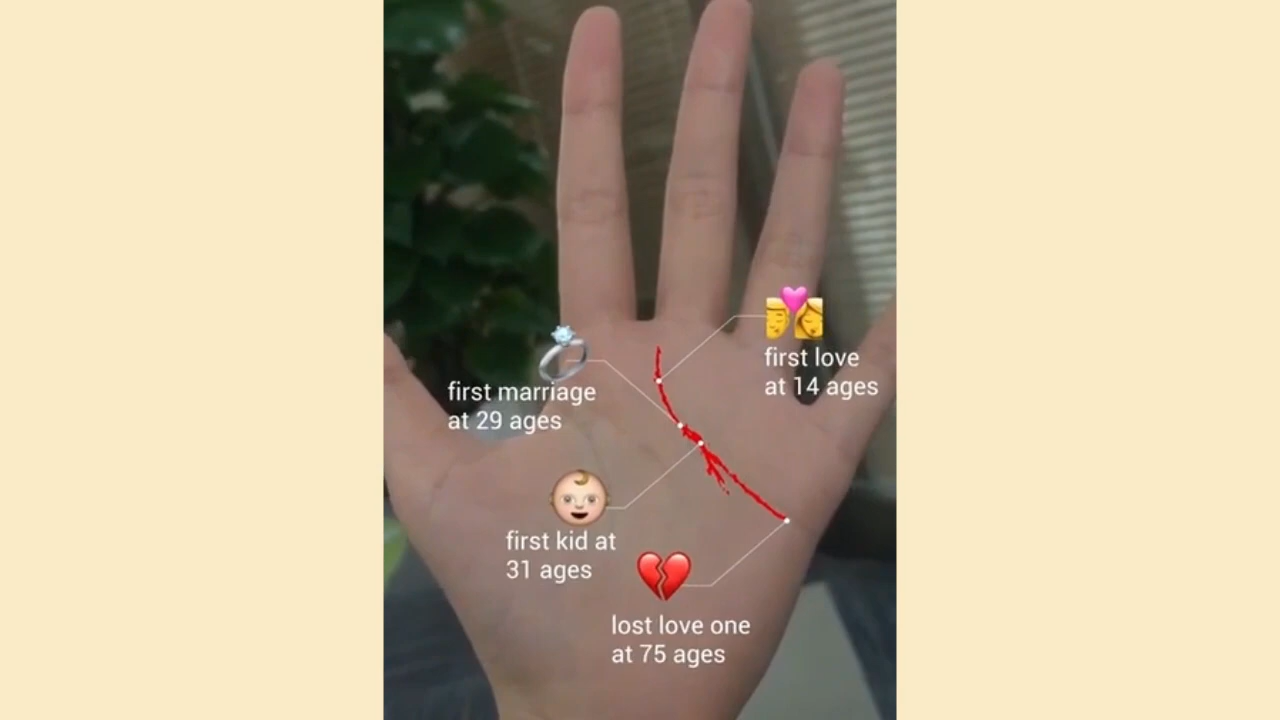 first love
at 14 ages
first marriage
at 29 ages
first kid at
31 ages
lost love one
at 75 ages